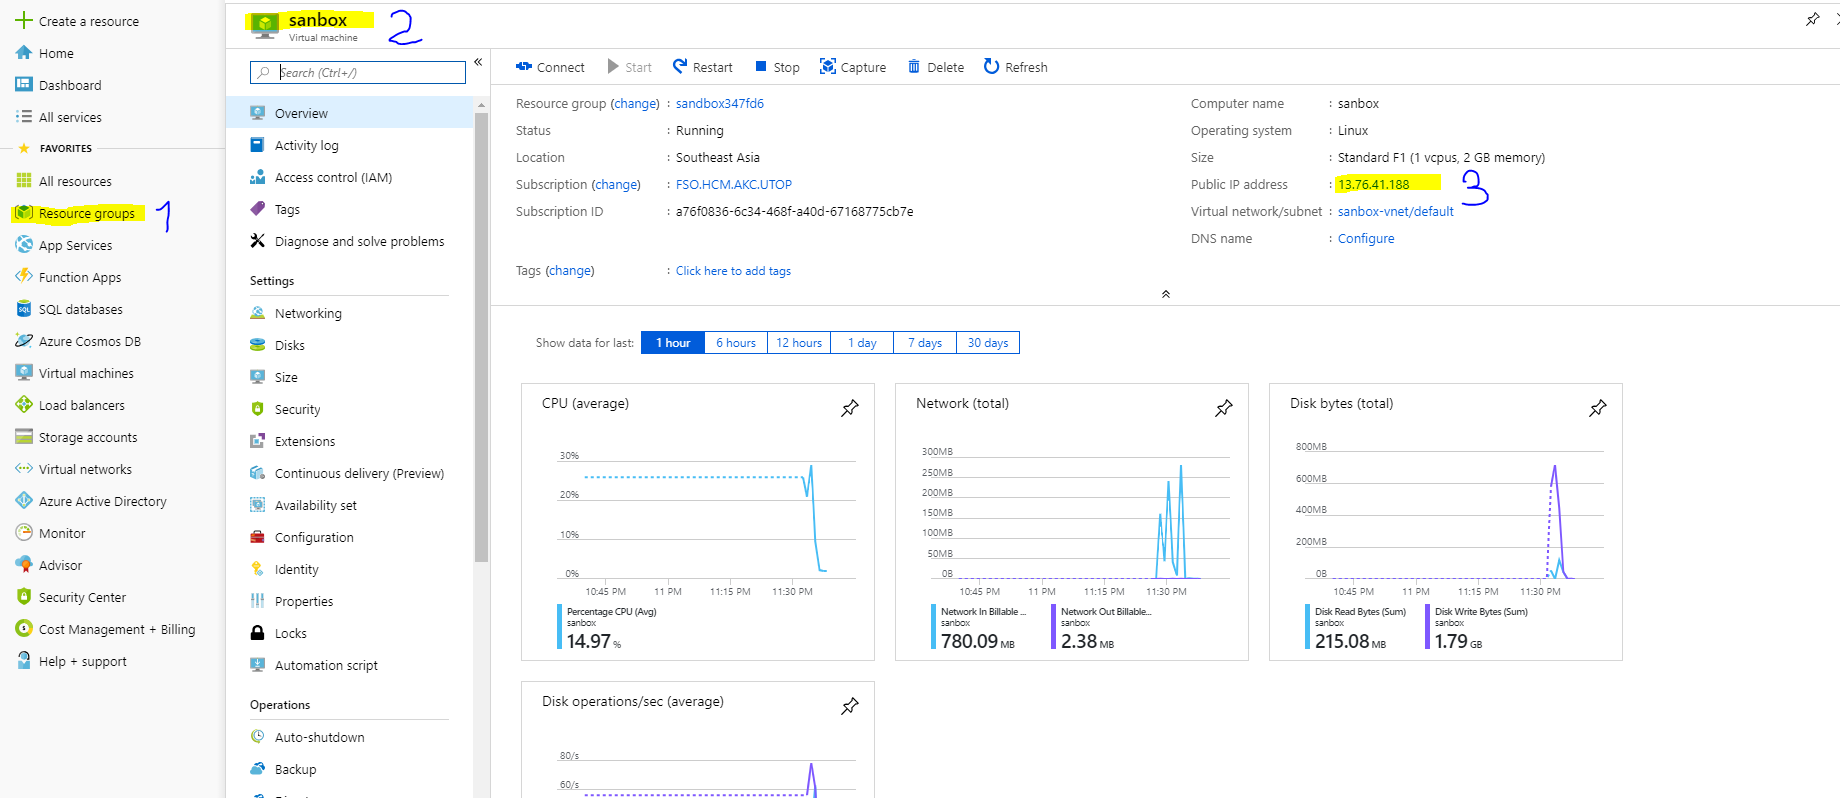 Create a resource
Home
Dashboard
All services
FAVORITES
All resources
Resource groups 1
App Services
Function Apps
SQL databases
Azure Cosmos DB
Virtual machines
Load balancers
Storage accounts
Virtual networks
Azure Active Directory
Monitor
Advisor
Security Center
Cost Management + Billing
Help + support
sanbox 2
Virtual machine
Search (Ctrl+/)
«
Overview
Activity log
Access control (IAM)
Tags
Diagnose and solve problems
Settings
Networking
Disks
Size
Security
Extensions
Continuous delivery (Preview)
Availability set
Configuration
Identity
Properties
Locks
Automation script
Operations
Auto-shutdown
Backup
Connect Start Restart Stop Capture Delete Refresh
Resource group (change) : sandbox347fd6
Status : Running
Location : Southeast Asia
Subscription (change) : FSO.HCM.AKC.UTOP
Subscription ID : a76f0836-6c34-468f-a40d-67168775cb7e
Tags (change) : Click here to add tags
Computer name : sanbox
Operating system : Linux
Size : Standard F1 (1 vcpus, 2 GB memory)
Public IP address : 13.76.41.188 3
Virtual network/subnet : sanbox-vnet/default
DNS name : Configure
Show data for last: 1 hour 6 hours 12 hours 1 day 7 days 30 days
CPU (average)
30%
20%
10%
0%
10:45 PM 11 PM 11:15 PM 11:30 PM
Percentage CPU (Avg)
sanbox
14.97 %
Network (total)
300MB
250MB
200MB
150MB
100MB
50MB
0B
10:45 PM 11 PM 11:15 PM 11:30 PM
Network In Billable ... Network Out Billable...
sanbox sanbox
780.09 MB 2.38 MB
Disk bytes (total)
800MB
600MB
400MB
200MB
0B
10:45 PM 11 PM 11:15 PM 11:30 PM
Disk Read Bytes (Sum) Disk Write Bytes (Sum)
sanbox sanbox
215.08 MB 1.79 GB
Disk operations/sec (average)
80/s
60/s